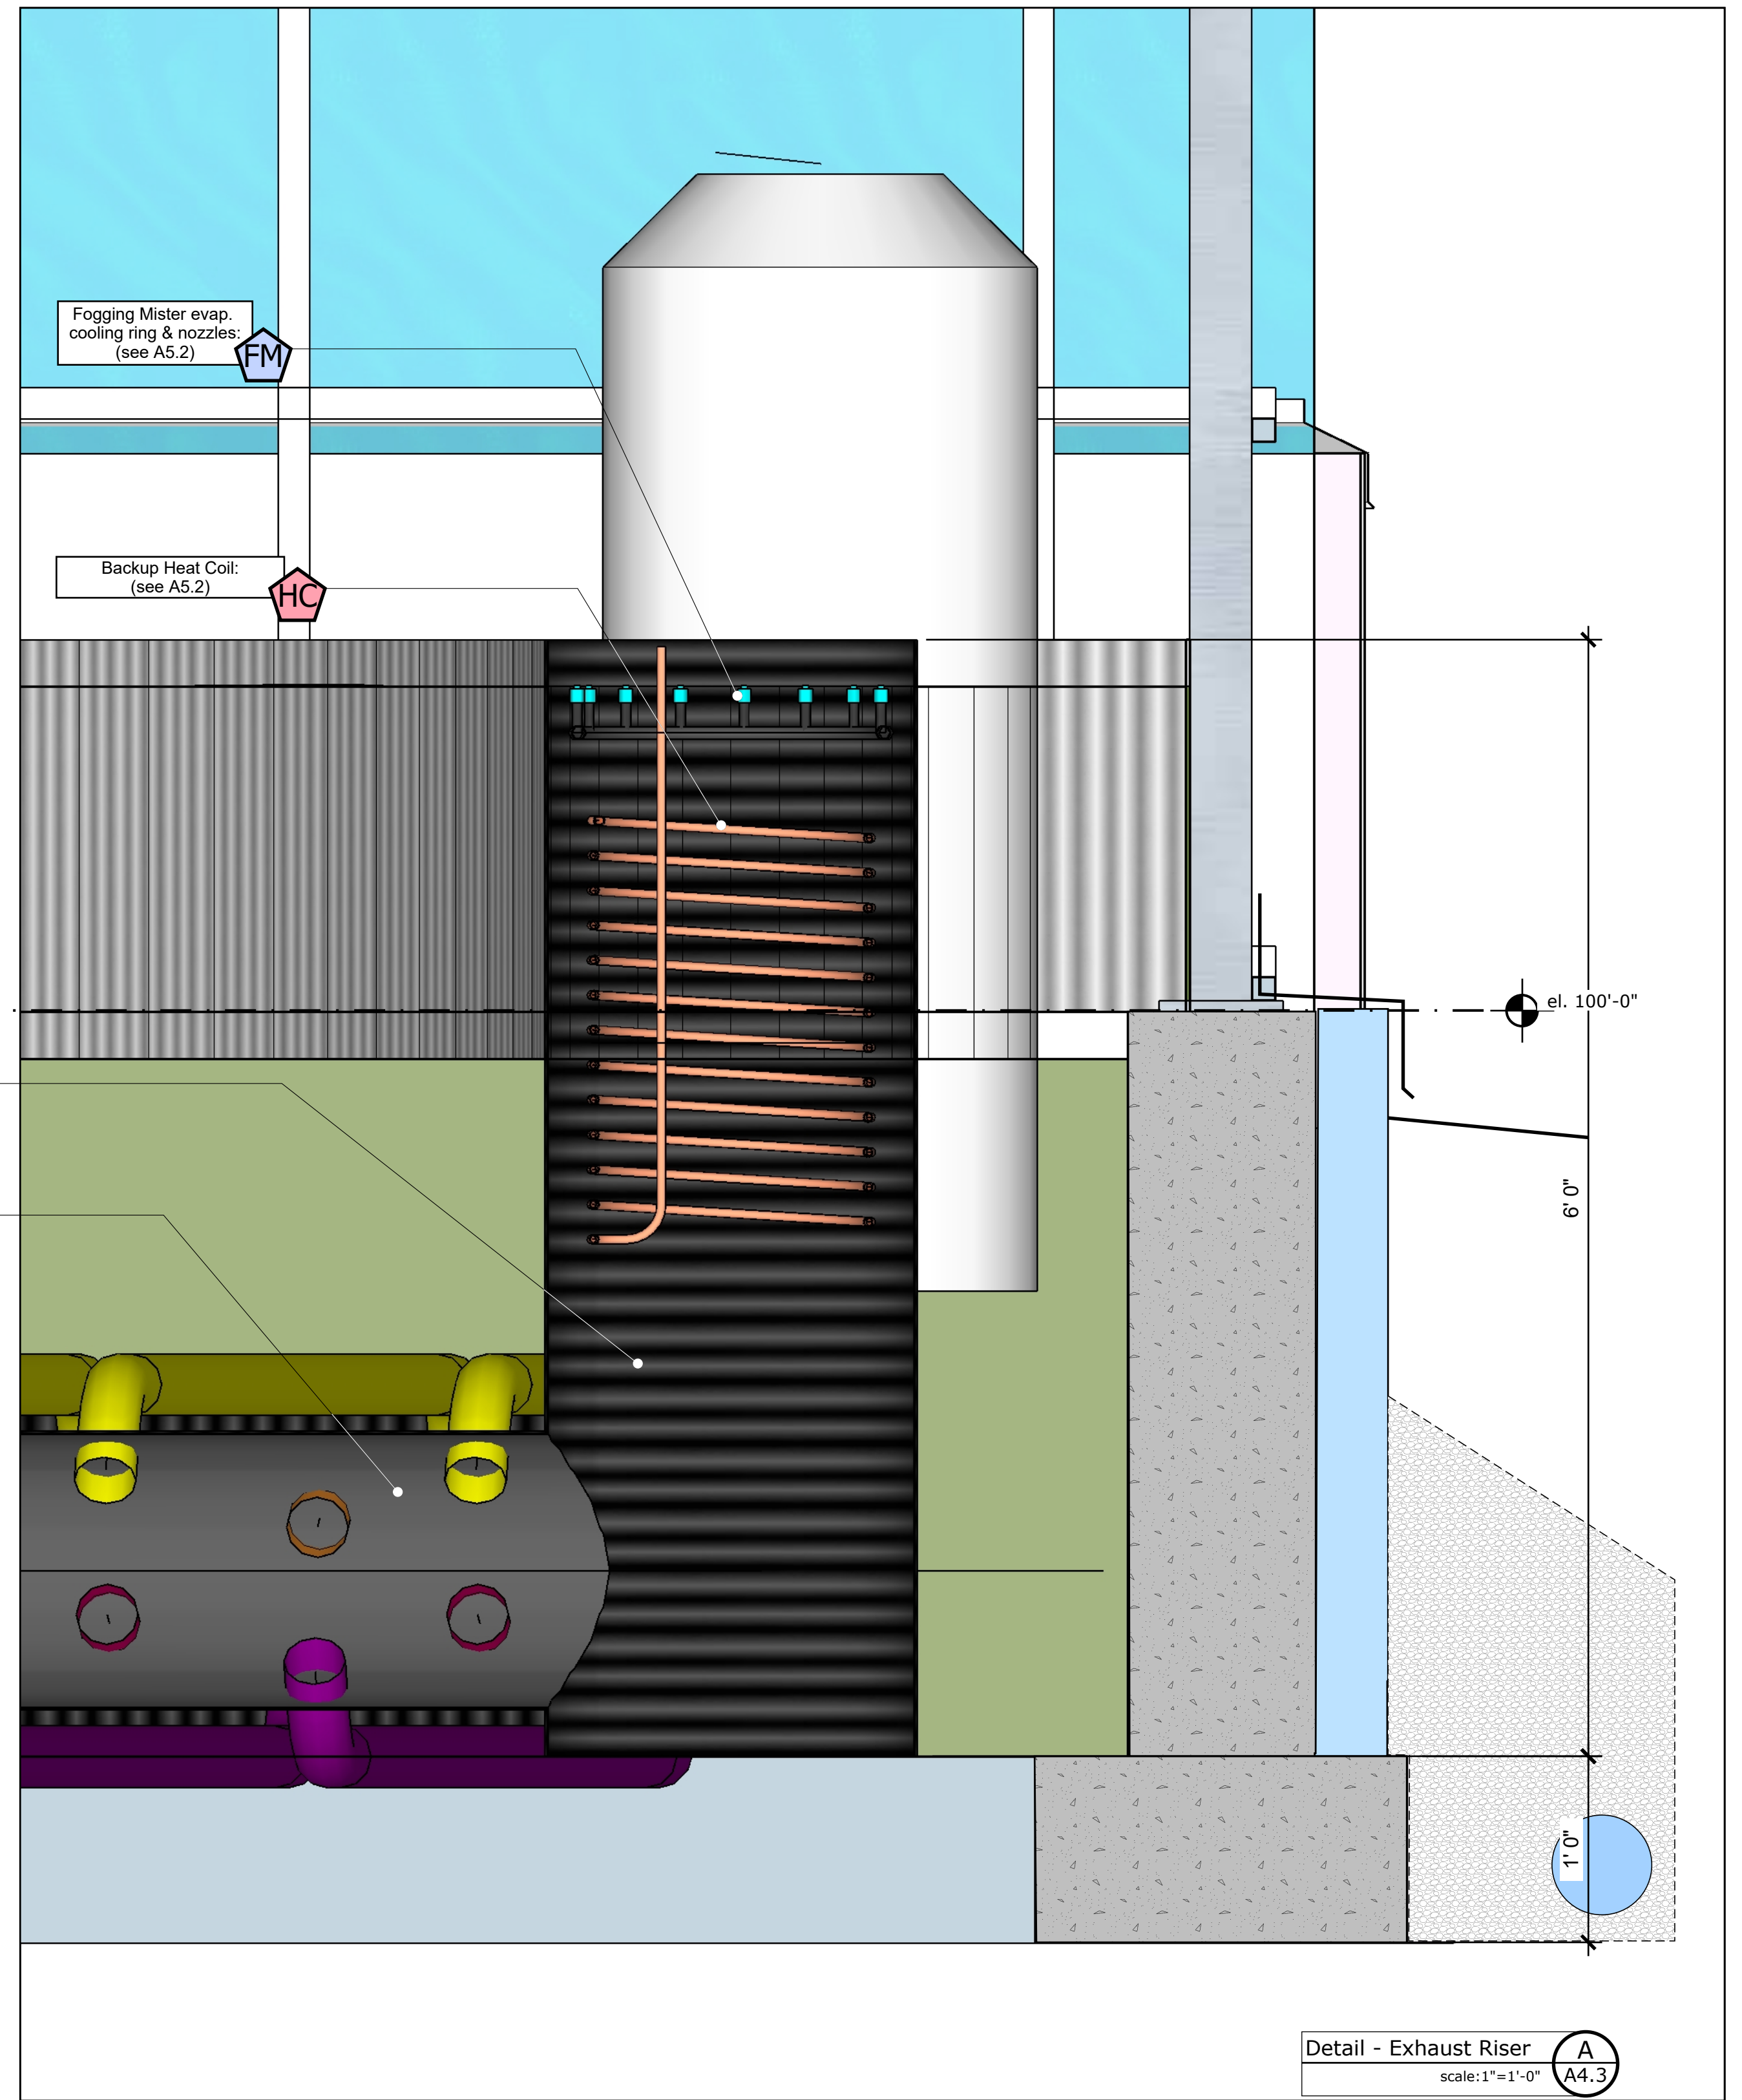 Fogging Mister evap.
cooling ring & nozzles:
(see A5.2)
FM
Backup Heat Coil:
(see A5.2)
HC
el. 100'-0"
6' 0"
1' 0"
Detail - Exhaust Riser
scale:1"=1'-0"
A
A4.3